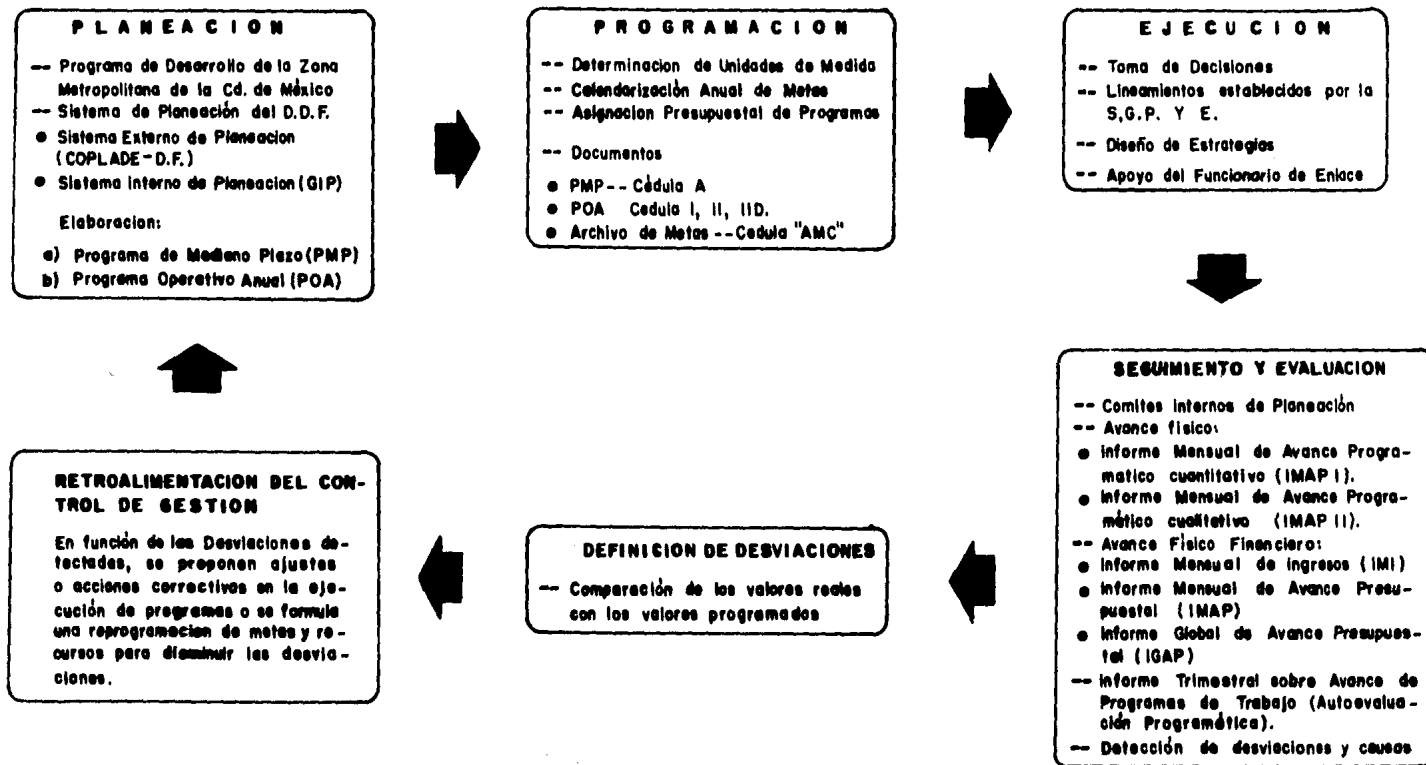 PLANEACION
-- Programa de Desarrollo de la Zona
Metropolitana de la Cd. de México
-- Sistema de Planeación del D.D.F.
● Sistema Externo de Planeacion
(COPLADE-D.F.)
● Sistema Interno de Planeacion (GIP)
Elaboracion:
a) Programa de Mediano Plazo (PMP)
b) Programa Operativo Anual (POA)
PROGRAMACION
-- Determinacion de Unidades de Medida
-- Calendarización Anual de Metas
-- Asignacion Presupuestal de Programas
-- Documentos
● PMP-- Cédula A
● POA Cedula I, II, IID.
● Archivo de Metas -- Cedula "AMC"
EJECUCION
-- Toma de Decisiones
-- Lineamientos establecidos por la
S,G.P. Y E.
-- Diseño de Estrategias
-- Apoyo del Funcionario de Enlace
SEGUIMIENTO Y EVALUACION
-- Comites Internos de Planeación
-- Avance físico:
● Informe Mensual de Avance Progra-
matico cuantitativo (IMAP I).
● Informe Mensual de Avance Progra-
mético cualitativo (IMAP II).
-- Avance Físico Financiero:
● Informe Mensual de ingresos (IMI)
● Informe Mensual de Avance Presu-
puestal (IMAP)
● Informe Global de Avance Presupues-
tal (IGAP)
-- Informe Trimestral sobre Avance de
Programas de Trabajo (Autoevalua-
ción Programética).
-- Detección de desviaciones y causas
DEFINICION DE DESVIACIONES
-- Comparación de los valores reales
con los valores programados
RETROALIMENTACION DEL CON-
TROL DE GESTION
En función de las Desviaciones de-
tectadas, se proponen ajustes
o acciones correctivas en la eje-
cución de programas o se formula
una reprogramacion de metas y re-
cursos para disminuir las desvia-
ciones.